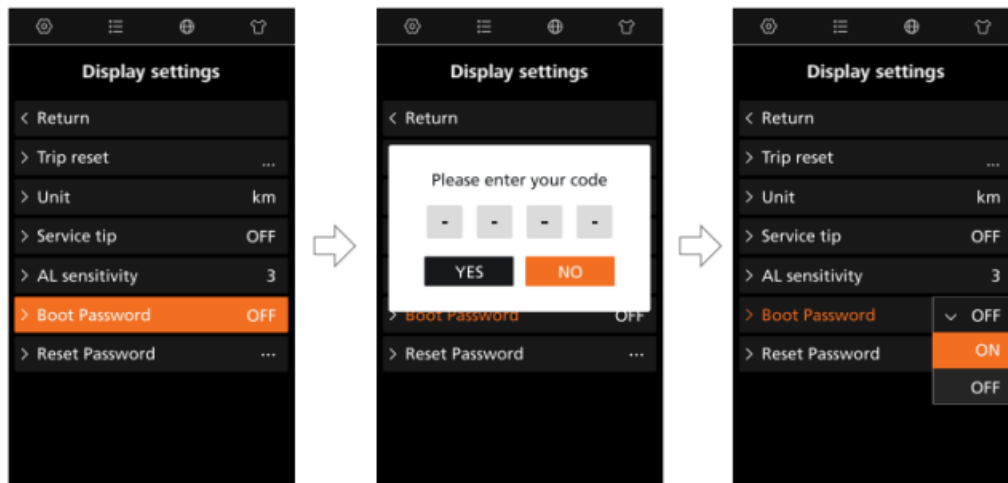 Display settings
< Return
> Trip reset ...
> Unit km
> Service tip OFF
> AL sensitivity 3
> Boot Password OFF
> Reset Password ...
Display settings
< Return
Please enter your code
- - - -
YES NO
> Boot Password OFF
> Reset Password ...
Display settings
< Return
> Trip reset ...
> Unit km
> Service tip OFF
> AL sensitivity 3
> Boot Password OFF
> Reset Password ON
OFF